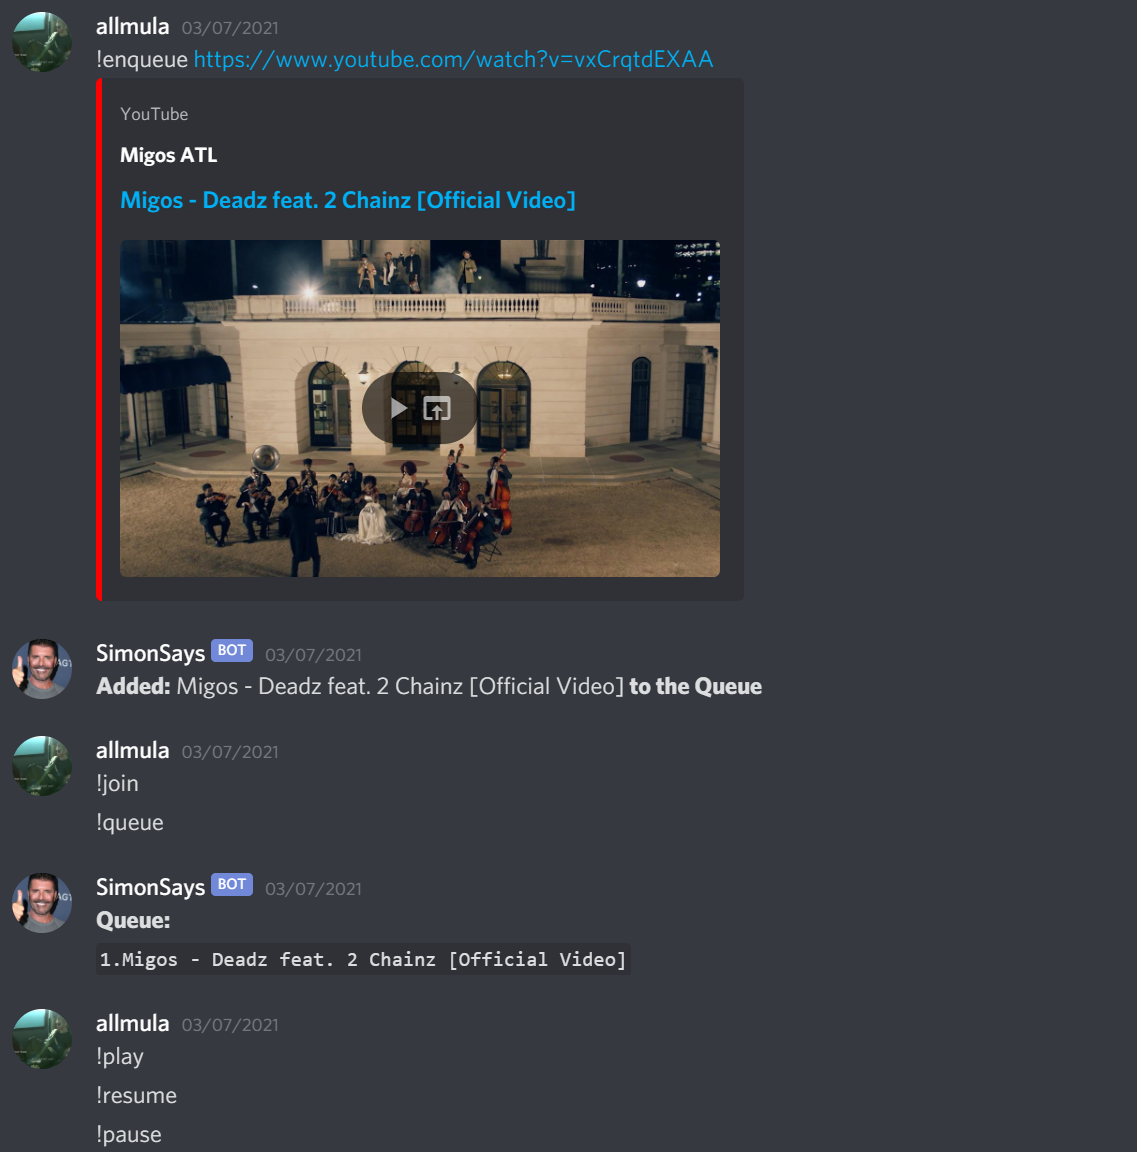 allmula 03/07/2021
!enqueue https://www.youtube.com/watch?v=vxCrqtdEXAA
YouTube
Migos ATL
Migos - Deadz feat. 2 Chainz [Official Video]
SimonSays BOT 03/07/2021
Added: Migos - Deadz feat. 2 Chainz [Official Video] to the Queue
allmula 03/07/2021
!join
!queue
SimonSays BOT 03/07/2021
Queue:
1.Migos - Deadz feat. 2 Chainz [Official Video]
allmula 03/07/2021
!play
!resume
!pause